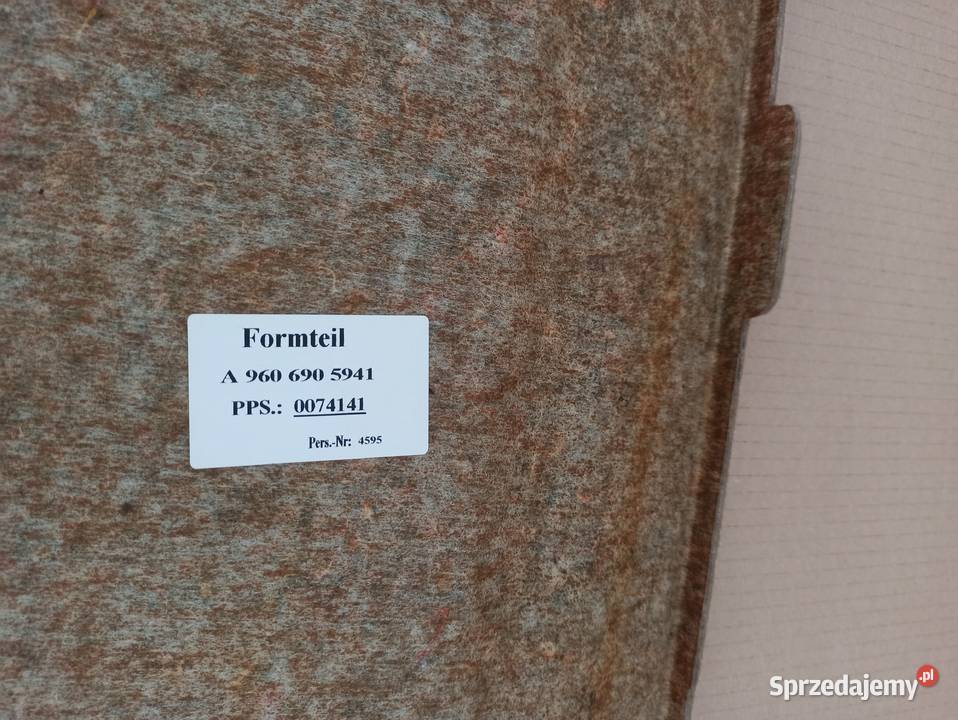 Formteil
A 960 690 5941
PPS.: 0074141
Pers.-Nr: 4595
Sprzedajemy.pl